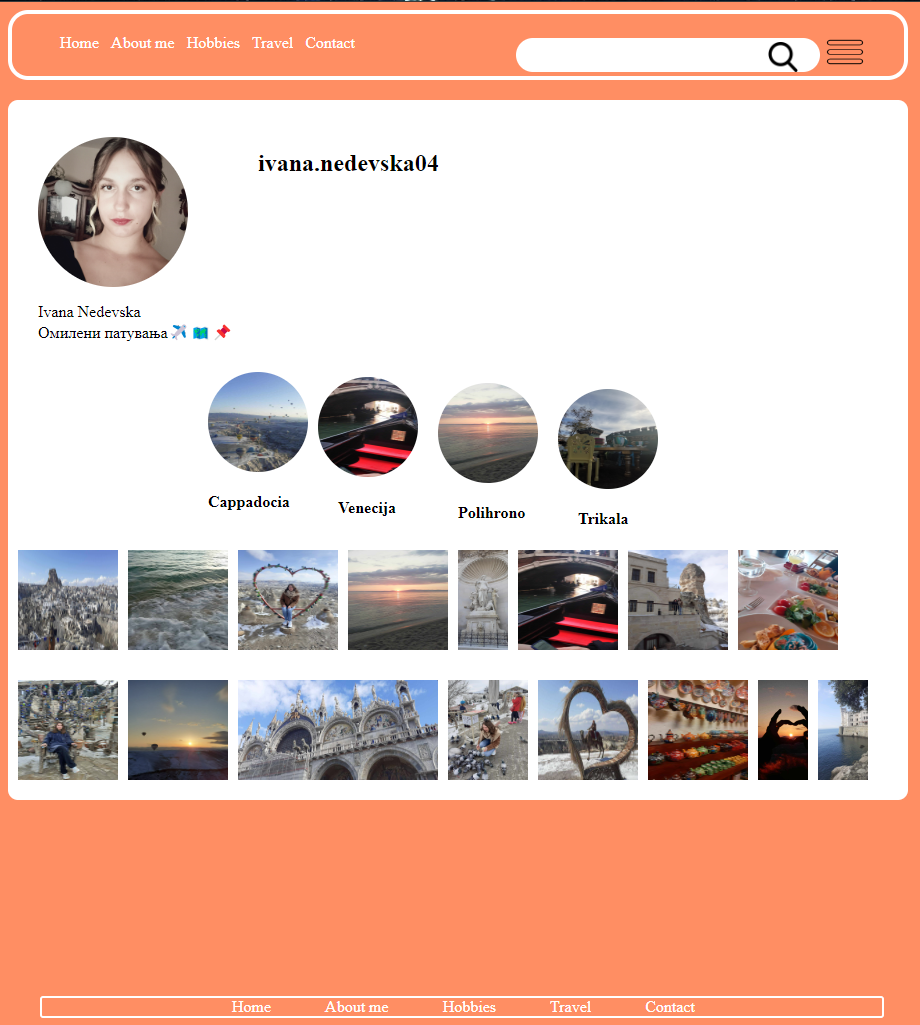 Home About me Hobbies Travel Contact
ivana.nedevska04
Ivana Nedevska
Омилени патувања✈️ 🗺️ 📌
Cappadocia
Venecija
Polihrono
Trikala
Home About me Hobbies Travel Contact